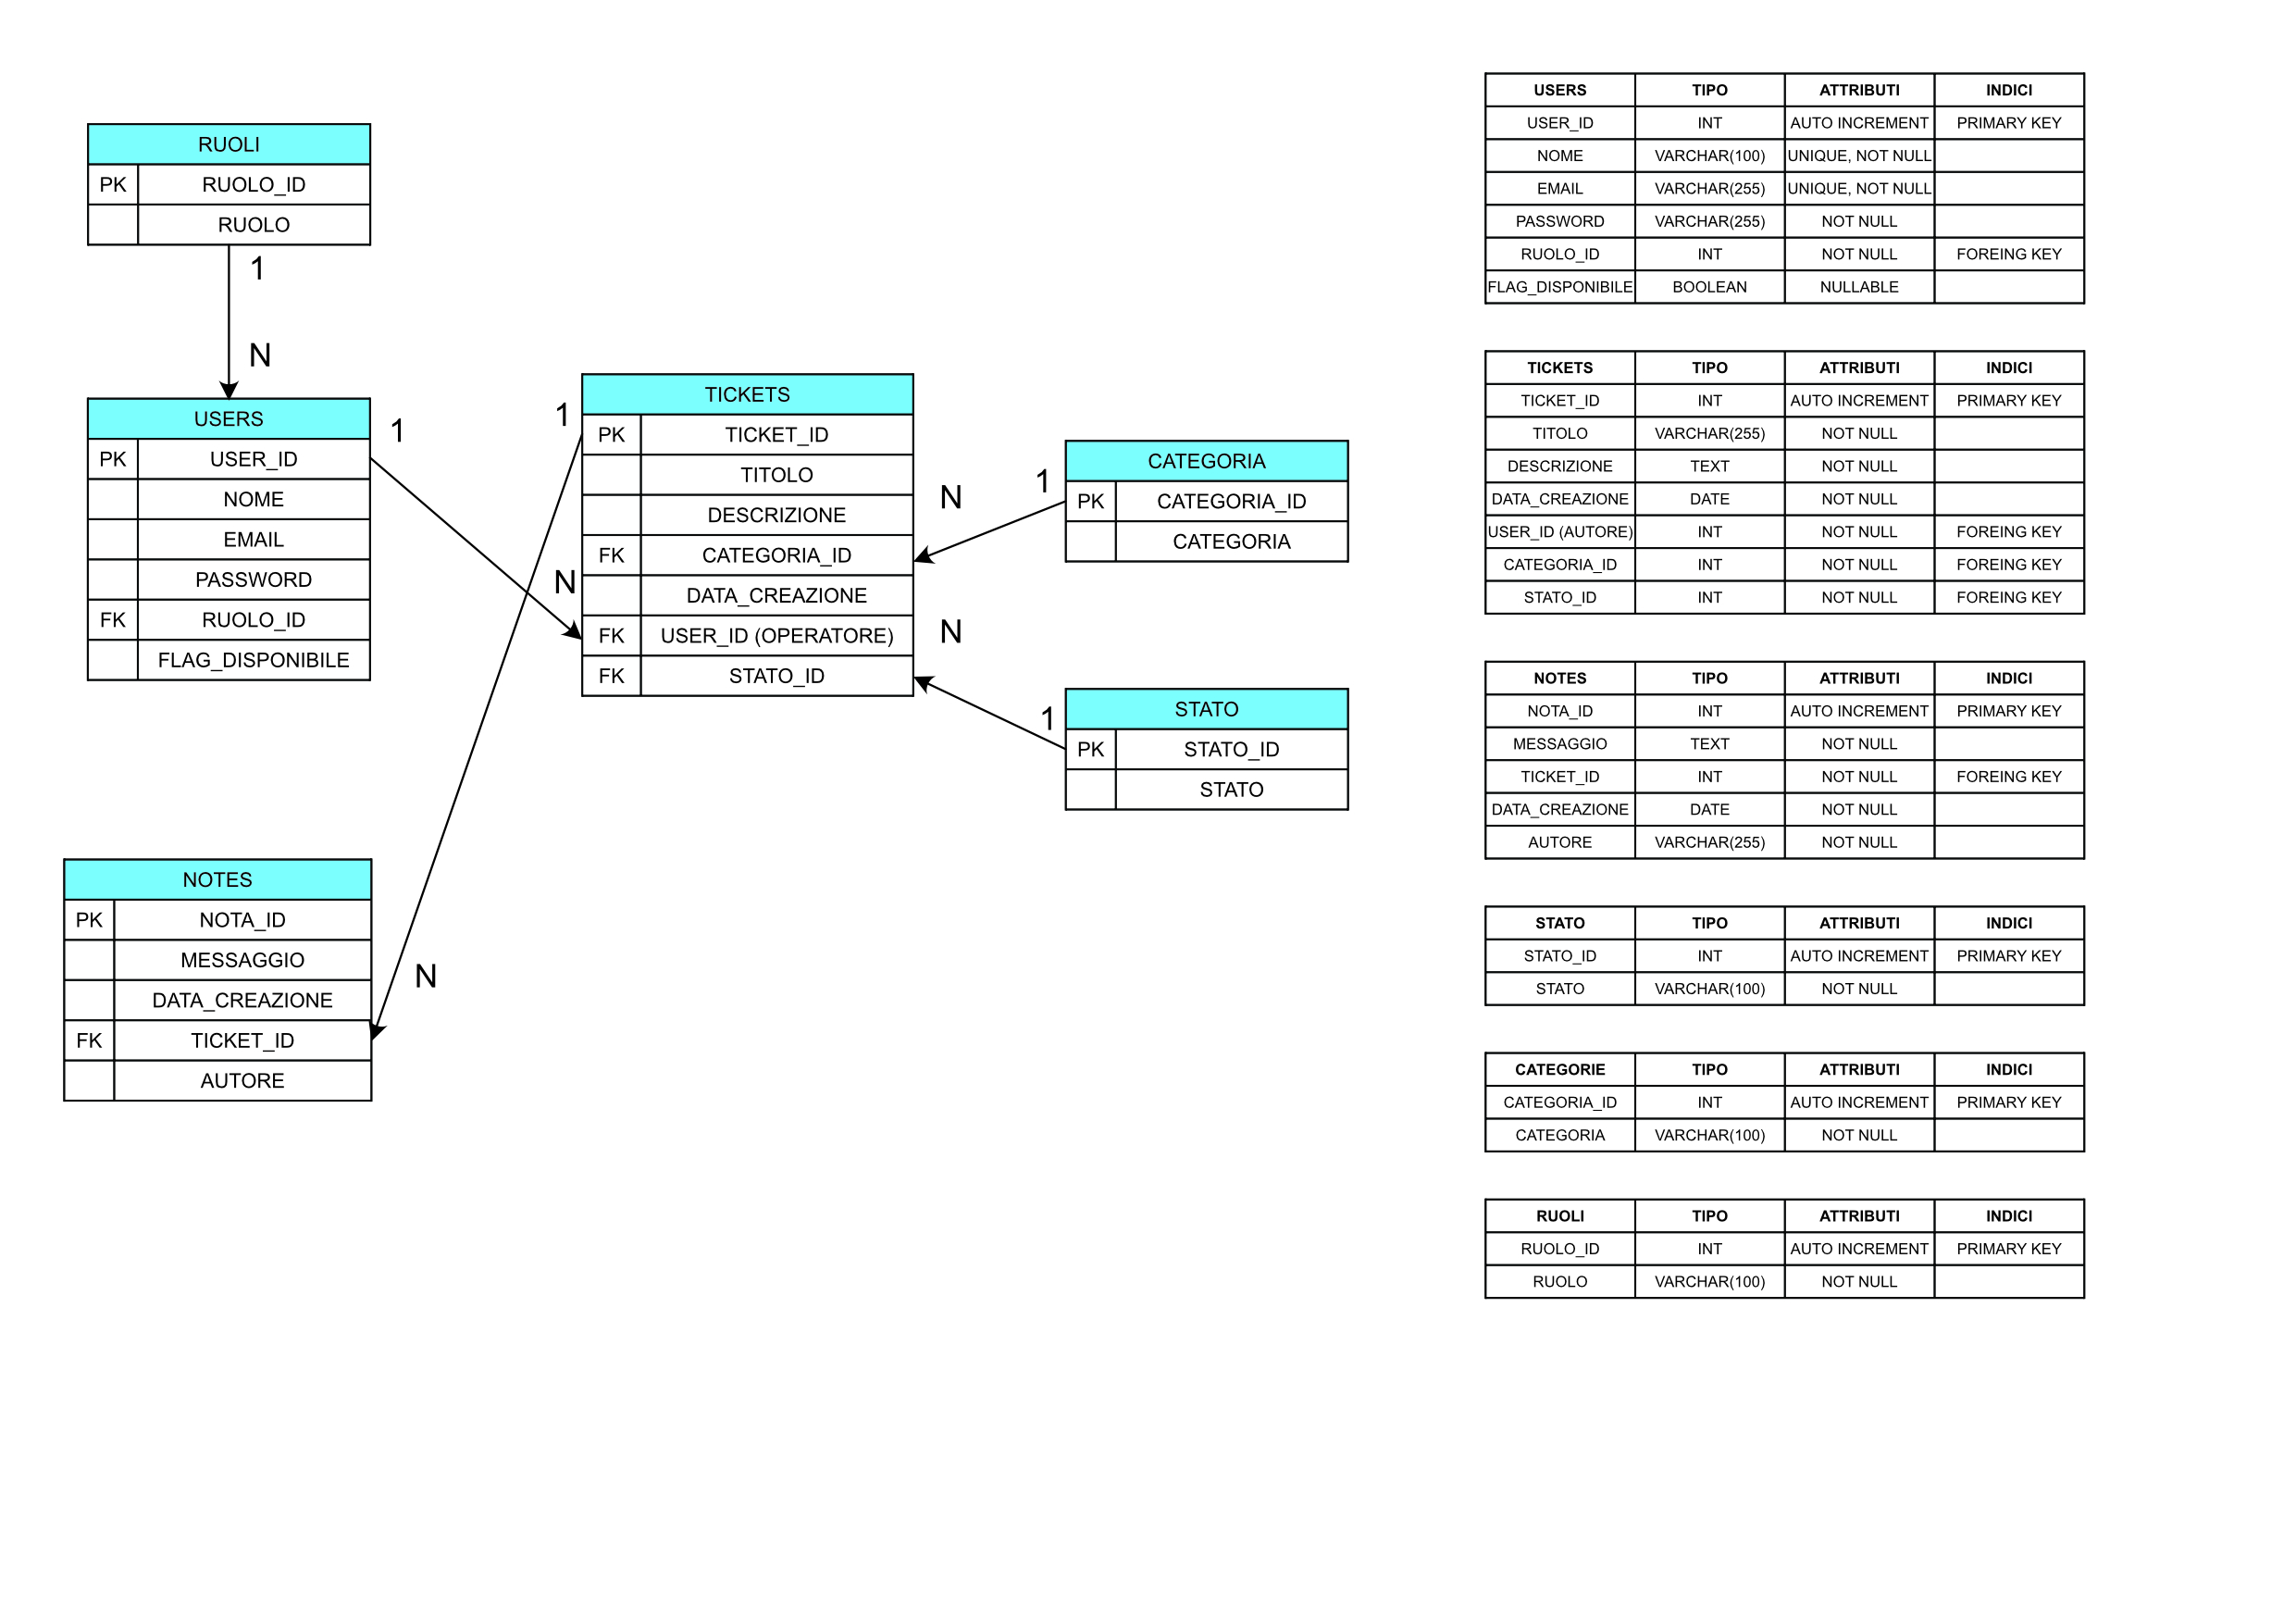 RUOLI
PK RUOLO_ID
RUOLO
1
N
USERS
PK USER_ID
NOME
EMAIL
PASSWORD
FK RUOLO_ID
FLAG_DISPONIBILE
1
N
TICKETS
PK TICKET_ID
TITOLO
DESCRIZIONE
FK CATEGORIA_ID
DATA_CREAZIONE
FK USER_ID (OPERATORE)
FK STATO_ID
1
N
NOTES
PK NOTA_ID
MESSAGGIO
DATA_CREAZIONE
FK TICKET_ID
AUTORE
N
1
CATEGORIA
PK CATEGORIA_ID
CATEGORIA
N
1
STATO
PK STATO_ID
STATO
USERS TIPO ATTRIBUTI INDICI
USER_ID INT AUTO INCREMENT PRIMARY KEY
NOME VARCHAR(100) UNIQUE, NOT NULL
EMAIL VARCHAR(255) UNIQUE, NOT NULL
PASSWORD VARCHAR(255) NOT NULL
RUOLO_ID INT NOT NULL FOREING KEY
FLAG_DISPONIBILE BOOLEAN NULLABLE
TICKETS TIPO ATTRIBUTI INDICI
TICKET_ID INT AUTO INCREMENT PRIMARY KEY
TITOLO VARCHAR(255) NOT NULL
DESCRIZIONE TEXT NOT NULL
DATA_CREAZIONE DATE NOT NULL
USER_ID (AUTORE) INT NOT NULL FOREING KEY
CATEGORIA_ID INT NOT NULL FOREING KEY
STATO_ID INT NOT NULL FOREING KEY
NOTES TIPO ATTRIBUTI INDICI
NOTA_ID INT AUTO INCREMENT PRIMARY KEY
MESSAGGIO TEXT NOT NULL
TICKET_ID INT NOT NULL FOREING KEY
DATA_CREAZIONE DATE NOT NULL
AUTORE VARCHAR(255) NOT NULL
STATO TIPO ATTRIBUTI INDICI
STATO_ID INT AUTO INCREMENT PRIMARY KEY
STATO VARCHAR(100) NOT NULL
CATEGORIE TIPO ATTRIBUTI INDICI
CATEGORIA_ID INT AUTO INCREMENT PRIMARY KEY
CATEGORIA VARCHAR(100) NOT NULL
RUOLI TIPO ATTRIBUTI INDICI
RUOLO_ID INT AUTO INCREMENT PRIMARY KEY
RUOLO VARCHAR(100) NOT NULL